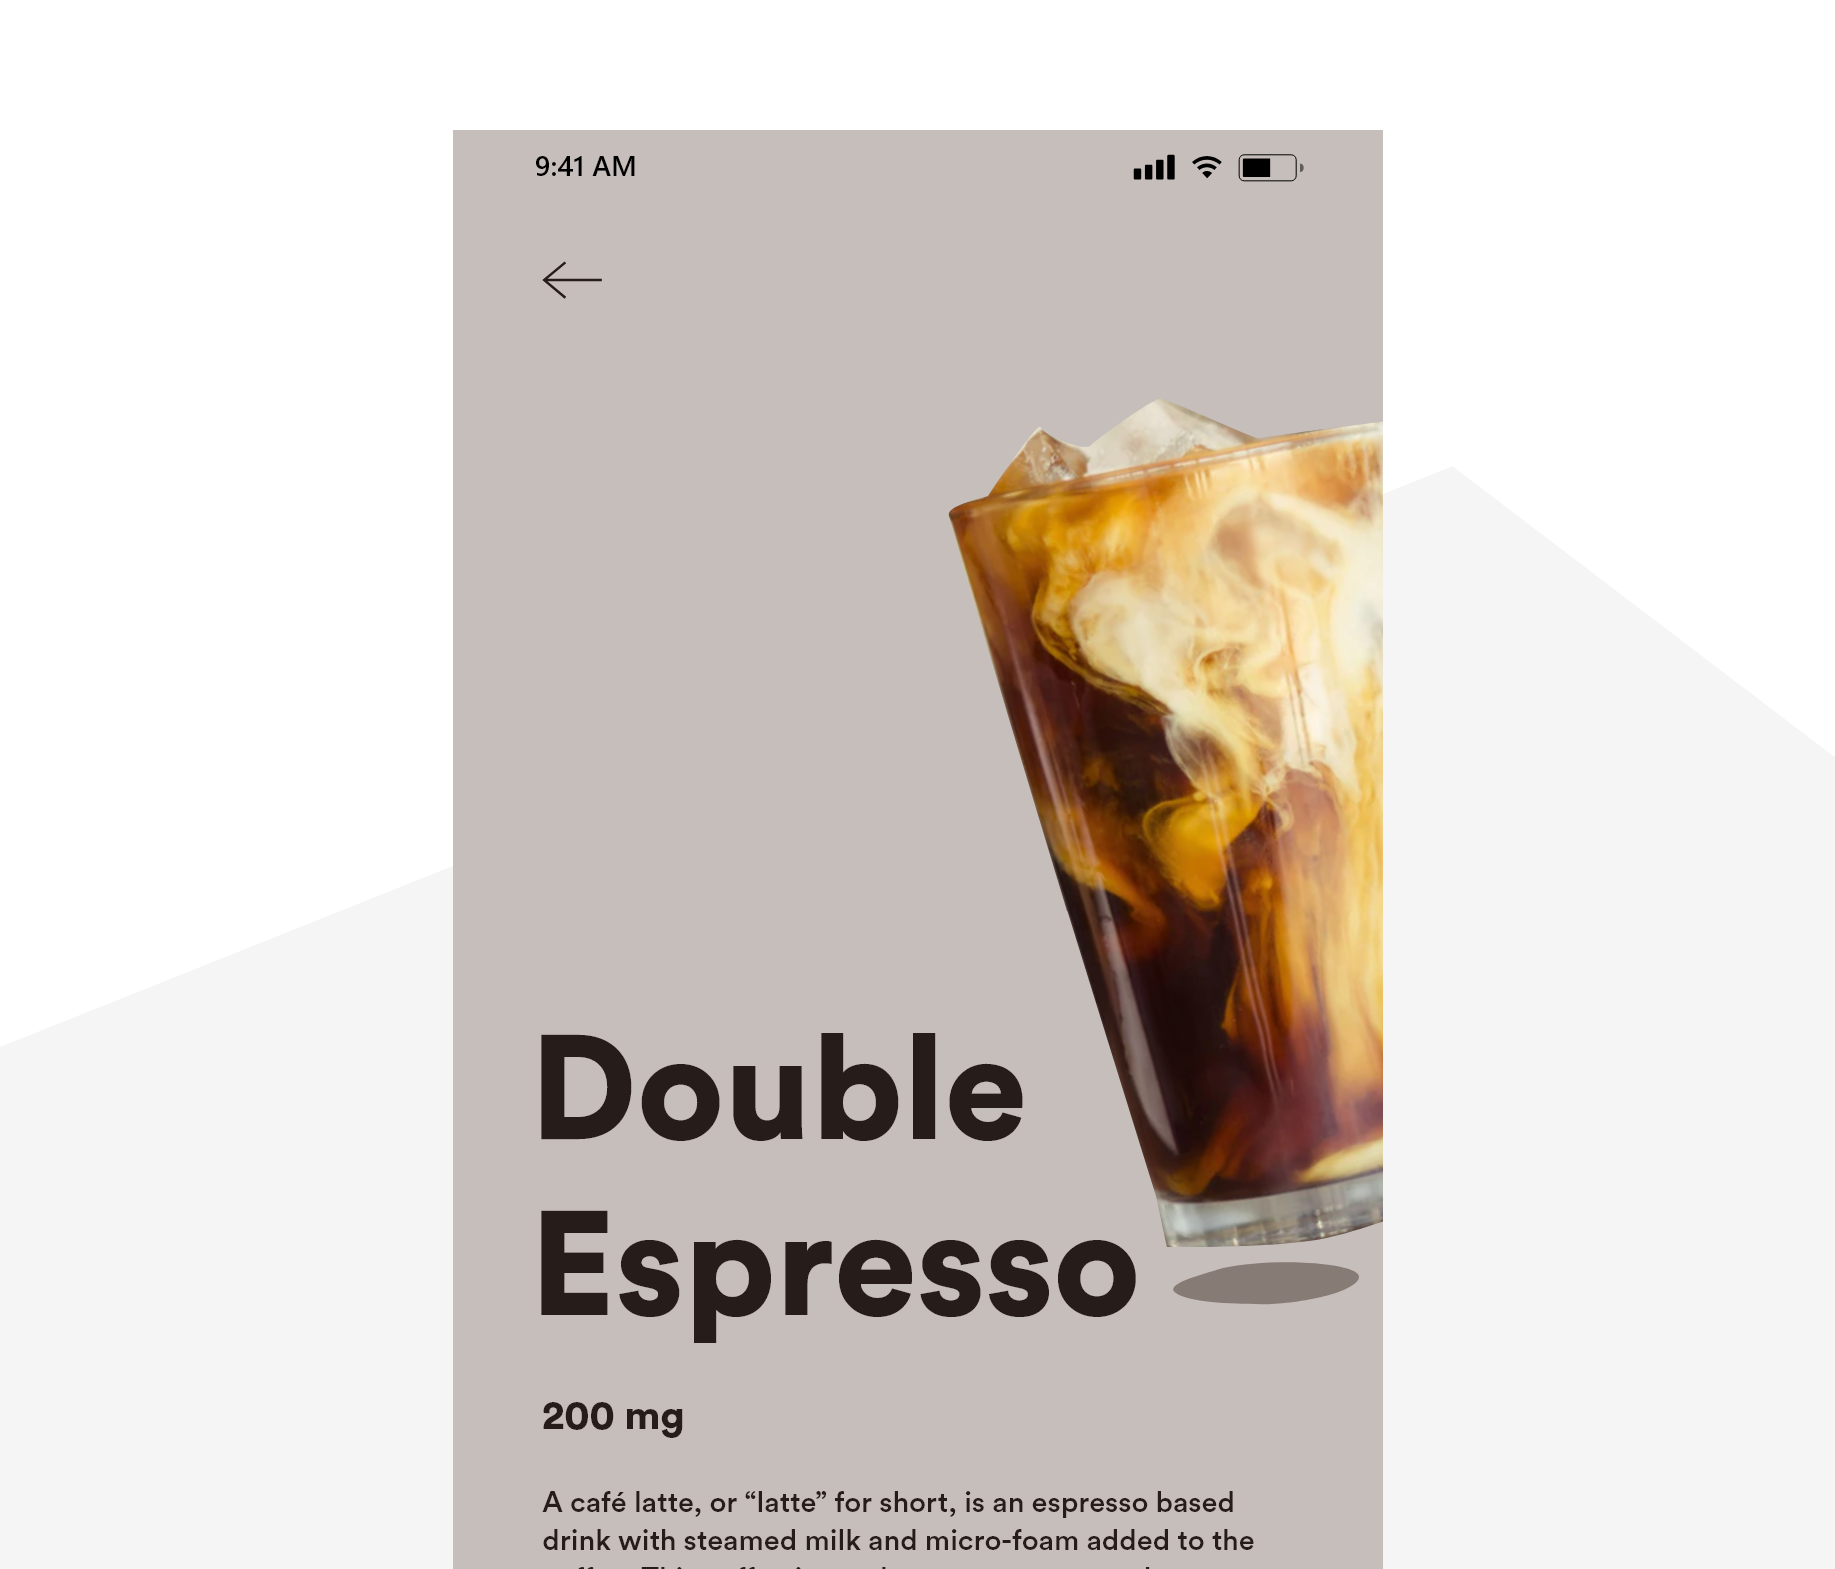 9:41 AM
Double
Espresso
200 mg
A café latte, or “latte” for short, is an espresso based
drink with steamed milk and micro-foam added to the